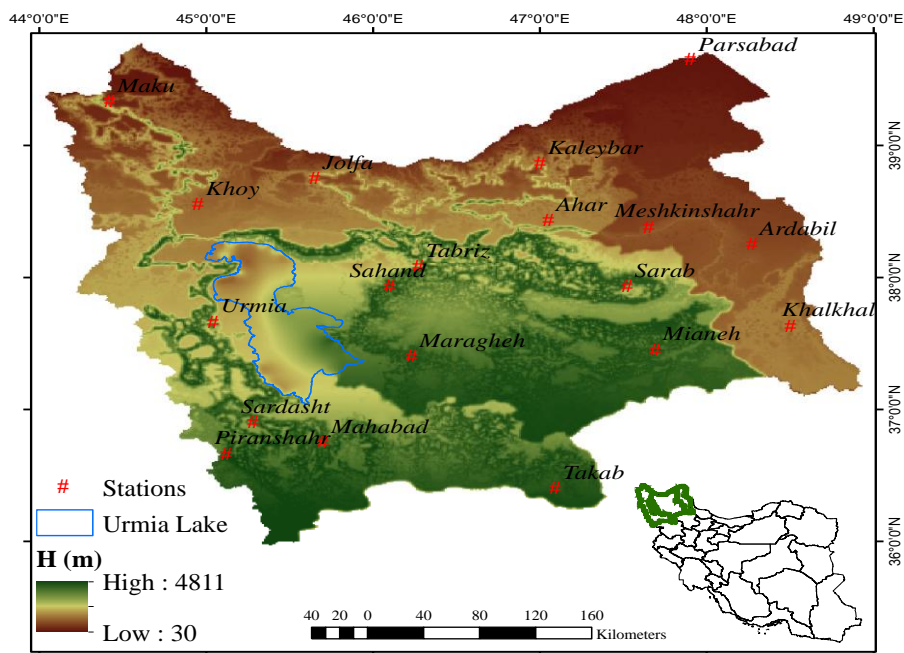 44°0'0"E 45°0'0"E 46°0'0"E 47°0'0"E 48°0'0"E 49°0'0"E
Parsabad
Maku
39°0'0"N
Kaleybar
Jolfa
Khoy
Ahar
Meshkinshahr
Ardabil
Tabriz
38°0'0"N
Sahand
Sarab
Urmia
Khalkhal
Maragheh
Mianeh
37°0'0"N
Sardasht
Mahabad
Piranshahr
Takab
# Stations
Urmia Lake
36°0'0"N
H (m)
High : 4811
Low : 30
40 20 0 40 80 120 160
Kilometers